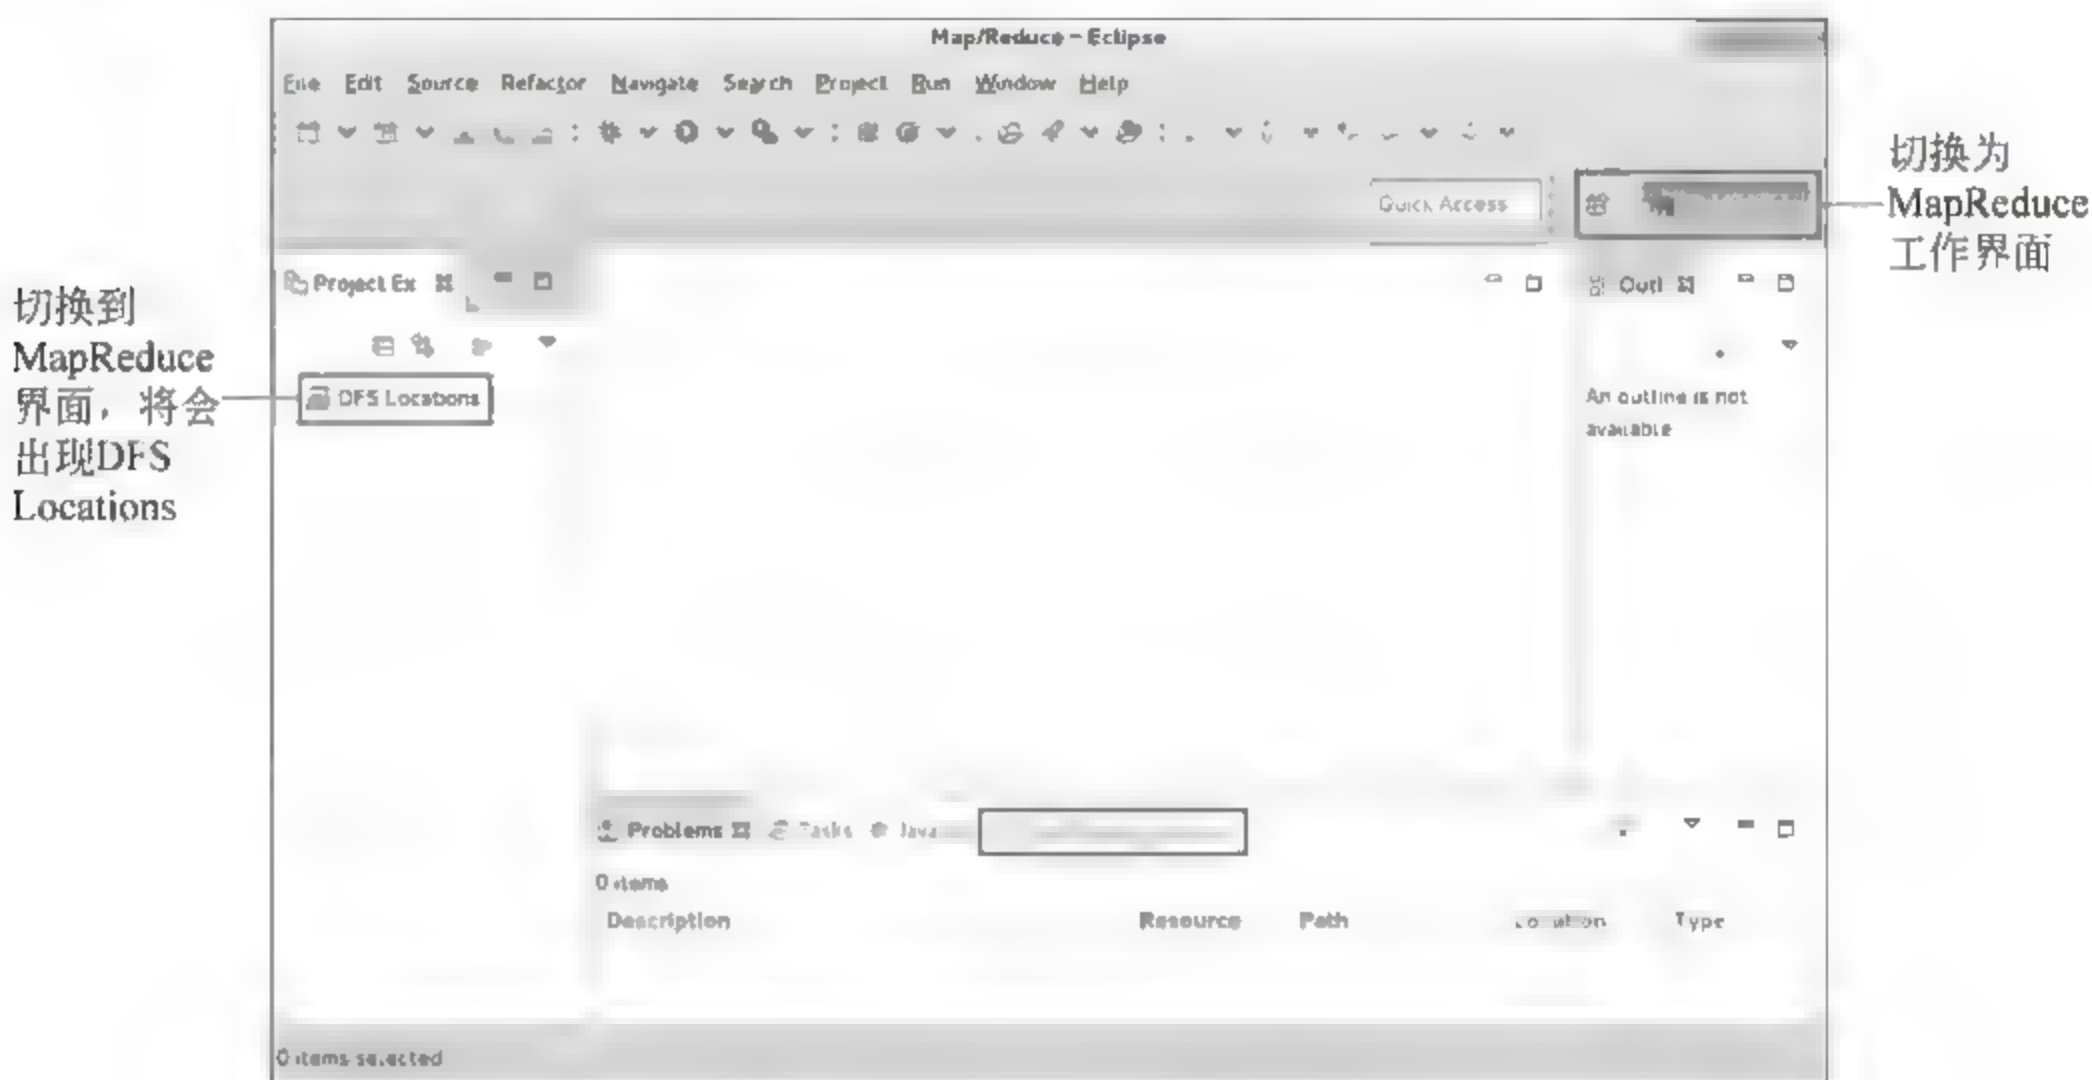 Map/Reduce - Eclipse
File Edit Source Refactor Navigate Search Project Run Window Help
Quick Access
切换为
MapReduce
工作界面
Project Ex
Outl
切换到
MapReduce
界面，将会
出现DFS
Locations
DFS Locations
An outline is not
available
Problems Tasks Java
0 items
Description Resource Path Location Type
0 items selected